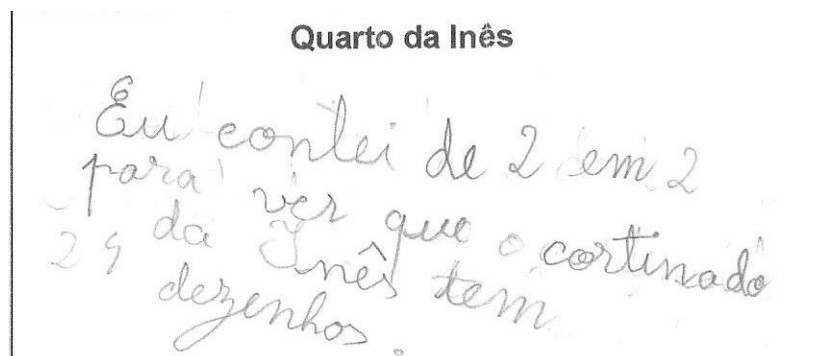 Quarto da Inês
Eu contei de 2 em 2
para ver que o cortinado
da Inês tem
29 dezenhos.